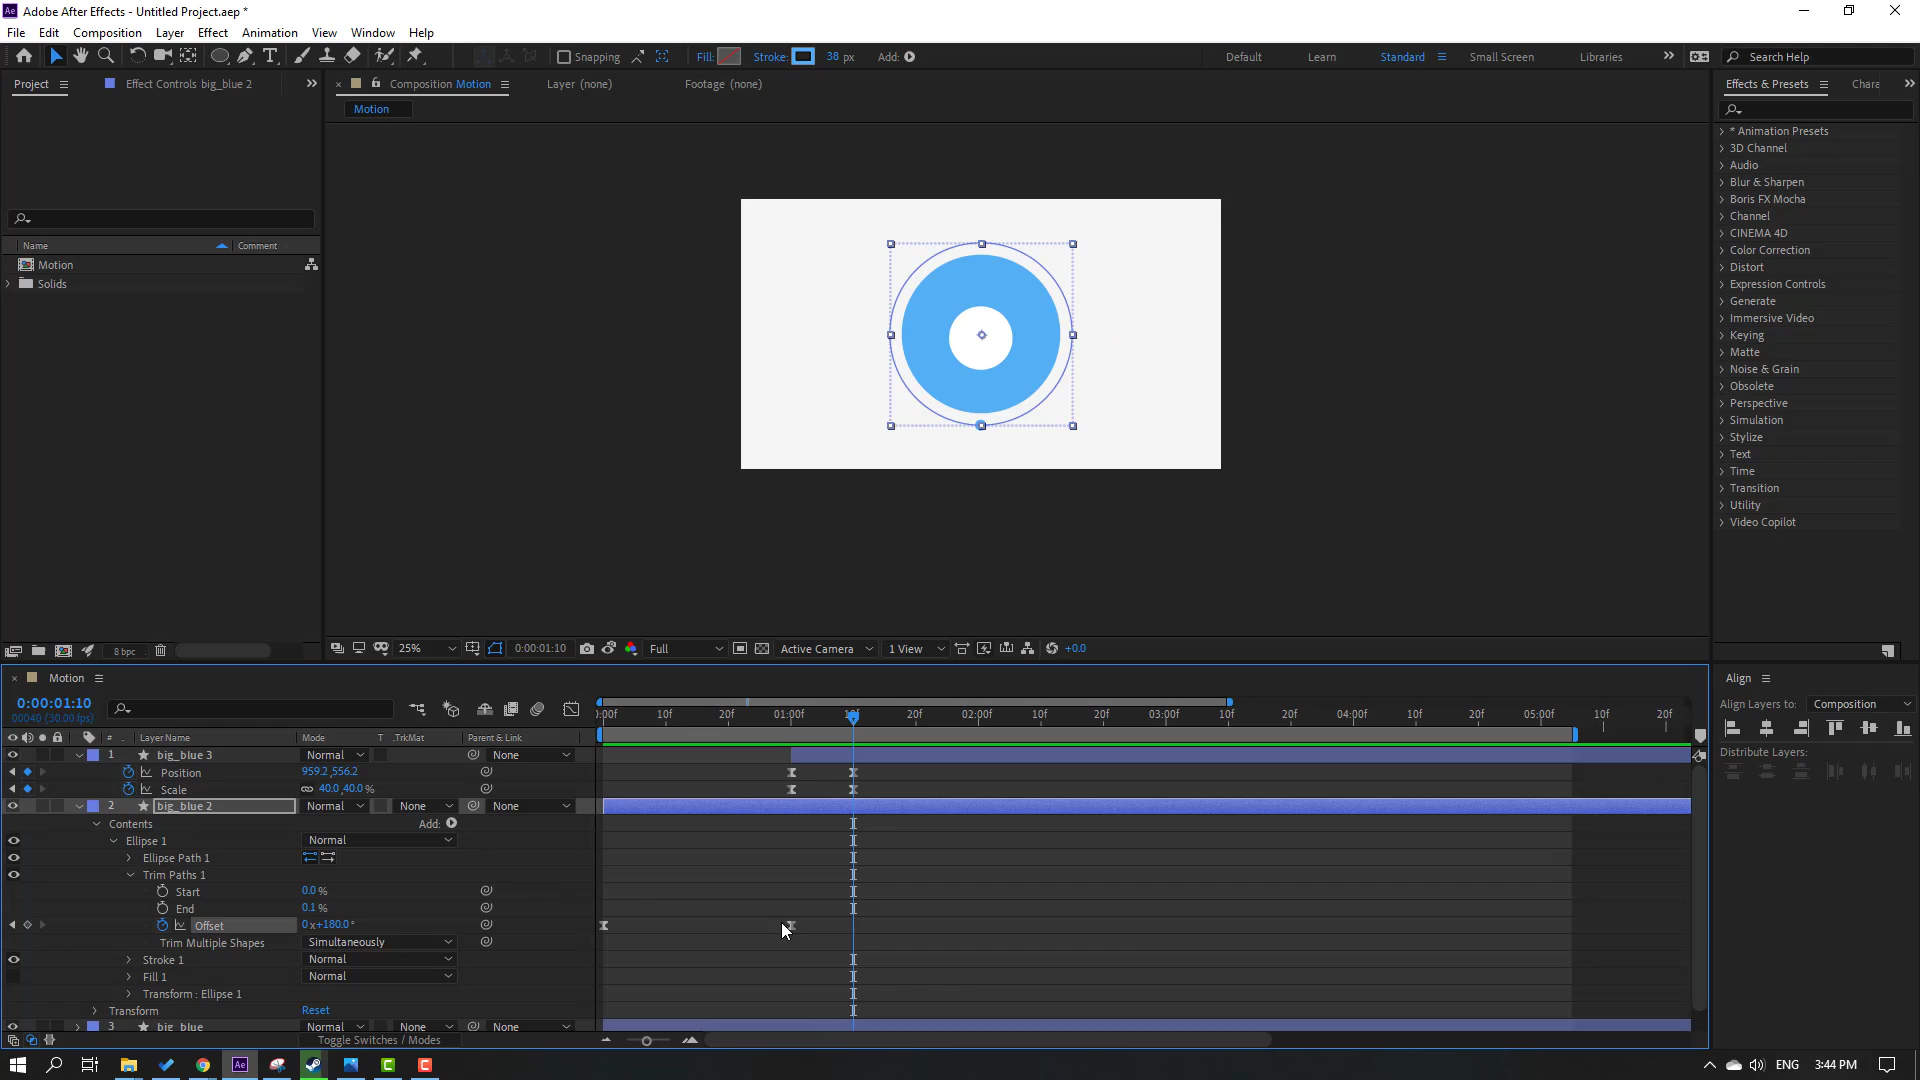 Adobe After Effects - Untitled Project.aep *
File Edit Composition Layer Effect Animation View Window Help
Snapping Fill: Stroke: 38 px Add: Default Learn Standard Small Screen Libraries Search Help
Project Effect Controls big_blue 2
Composition Motion Layer (none) Footage (none)
Effects & Presets Chara
Motion
Name Comment
Motion
Solids
* Animation Presets
3D Channel
Audio
Blur & Sharpen
Boris FX Mocha
Channel
CINEMA 4D
Color Correction
Distort
Expression Controls
Generate
Immersive Video
Keying
Matte
Noise & Grain
Obsolete
Perspective
Simulation
Stylize
Text
Time
Transition
Utility
Video Copilot
8 bpc
25% 0:00:01:10 Full Active Camera 1 View +0.0
Motion
Align
0:00:01:10
00040 (30.00 fps)
:00f 10f 20f 01:00f 10f 20f 02:00f 10f 20f 03:00f 10f 20f 04:00f 10f 20f 05:00f 10f 20f
Align Layers to: Composition
Distribute Layers:
# Layer Name Mode T .TrkMat Parent & Link
1 big_blue 3 Normal None
Position 959.2,556.2
Scale 40.0,40.0 %
2 big_blue 2 Normal None None
Contents Add:
Ellipse 1 Normal
Ellipse Path 1
Trim Paths 1
Start 0.0 %
End 0.1 %
Offset 0 x+180.0 °
Trim Multiple Shapes Simultaneously
Stroke 1 Normal
Fill 1 Normal
Transform : Ellipse 1
Transform Reset
3 big_blue Normal None None
Toggle Switches / Modes
ENG 3:44 PM